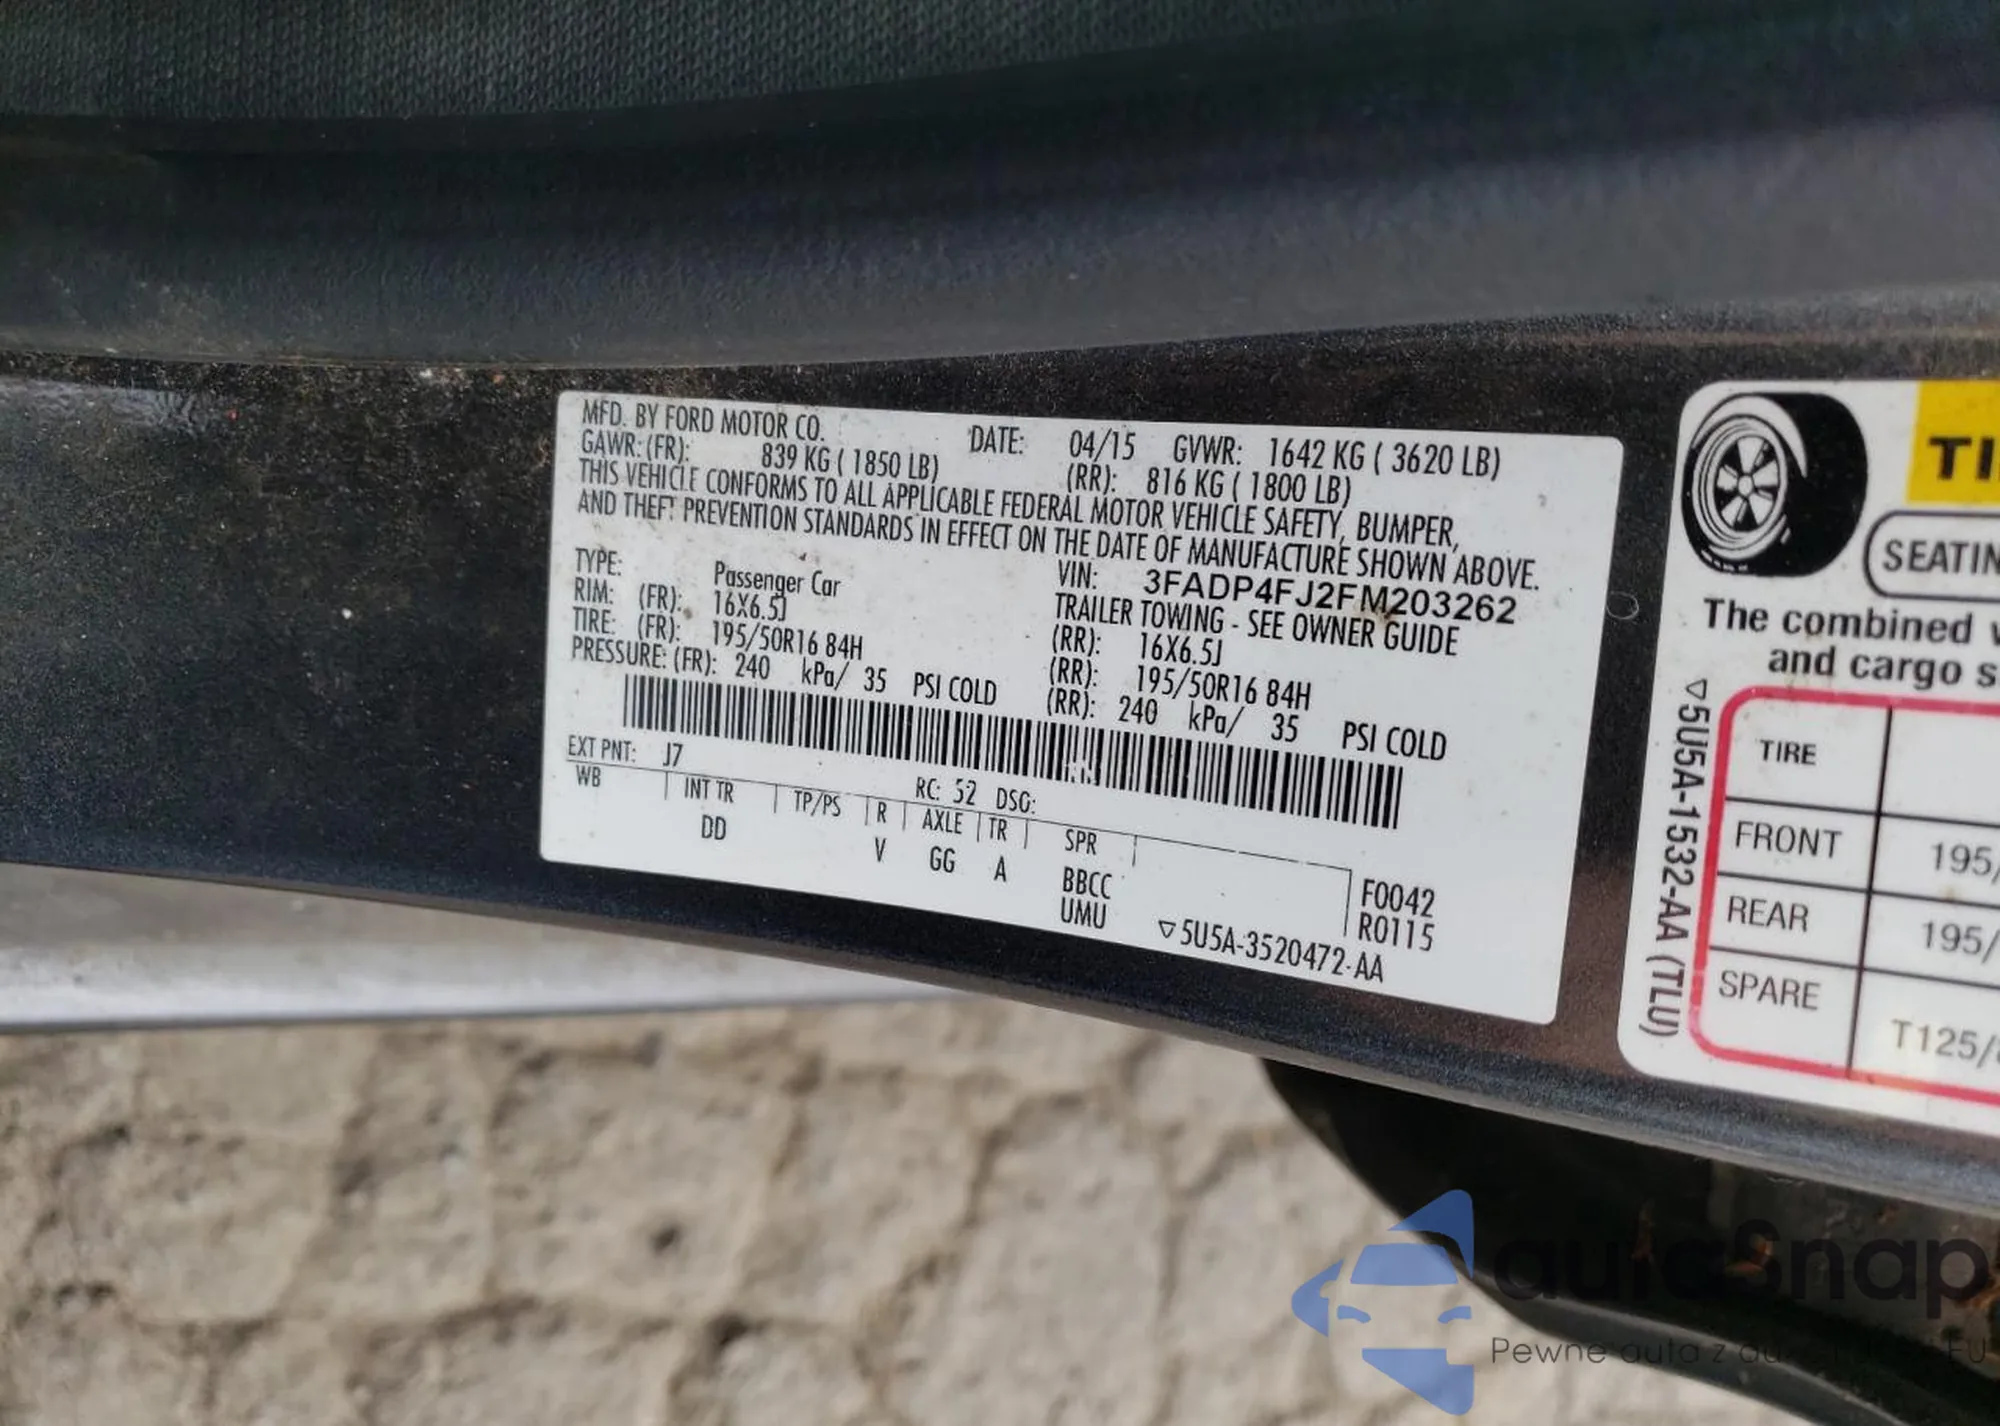 MFD. BY FORD MOTOR CO. DATE: 04/15 GVWR: 1642 KG ( 3620 LB)
GAWR: (FR): 839 KG ( 1850 LB) (RR): 816 KG ( 1800 LB)
THIS VEHICLE CONFORMS TO ALL APPLICABLE FEDERAL MOTOR VEHICLE SAFETY, BUMPER,
AND THEFT PREVENTION STANDARDS IN EFFECT ON THE DATE OF MANUFACTURE SHOWN ABOVE.
VIN: 3FADP4FJ2FM203262
TYPE: Passenger Car TRAILER TOWING - SEE OWNER GUIDE
RIM: (FR): 16X6.5J (RR): 16X6.5J
TIRE: (FR): 195/50R16 84H (RR): 195/50R16 84H
PRESSURE: (FR): 240 kPa/ 35 PSI COLD (RR): 240 kPa/ 35 PSI COLD
EXT PNT: J7 RC: 52 DSO:
WB INT TR TP/PS R AXLE TR SPR
DD V GG A BBCC F0042
UMU R0115
▽5U5A-3520472-AA
TI
SEATIN
The combined
and cargo s
▽5U5A-1532-AA (TLU)
TIRE
FRONT 195/
REAR 195/
SPARE T125/
autaSnap
Pewne auta z EU